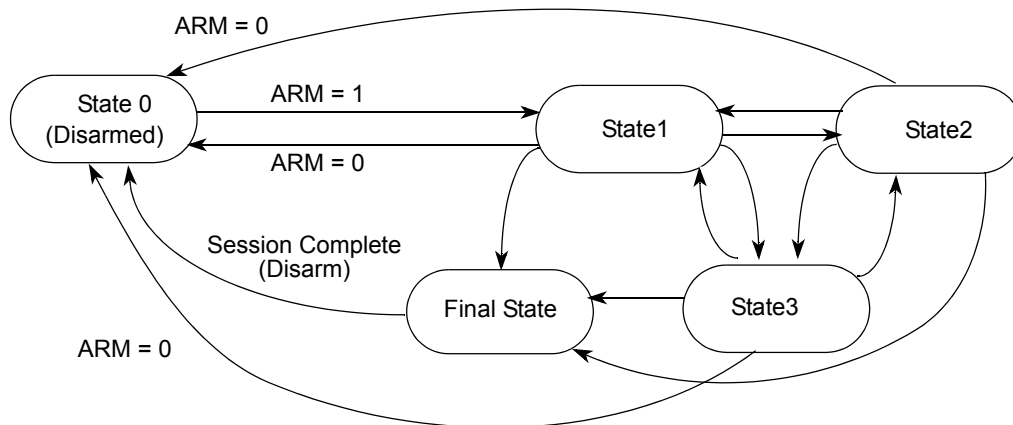 ARM = 0
State 0
(Disarmed)
ARM = 1
ARM = 0
State1
State2
Session Complete
(Disarm)
Final State
State3
ARM = 0